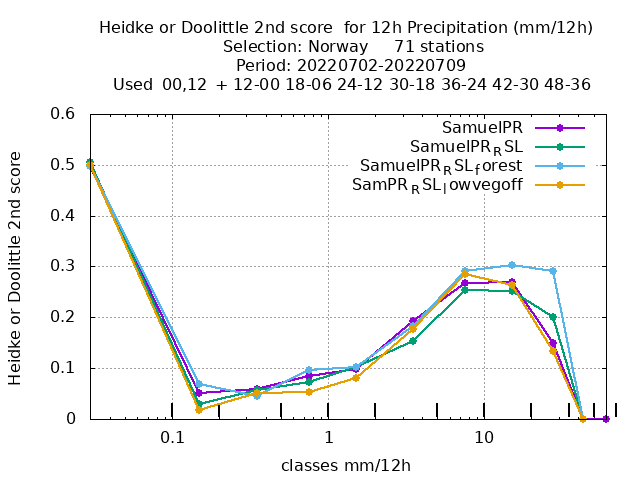 Heidke or Doolittle 2nd score  for 12h Precipitation (mm/12h)
Selection: Norway     71 stations
Period: 20220702-20220709
Used  00,12  + 12-00 18-06 24-12 30-18 36-24 42-30 48-36
Heidke or Doolittle 2nd score
0.6
0.5
0.4
0.3
0.2
0.1
0
SamuelPR
SamuelPR_RSL
SamuelPR_RSL_forest
SamPR_RSL_lowvegoff
0.1 1 10
classes mm/12h